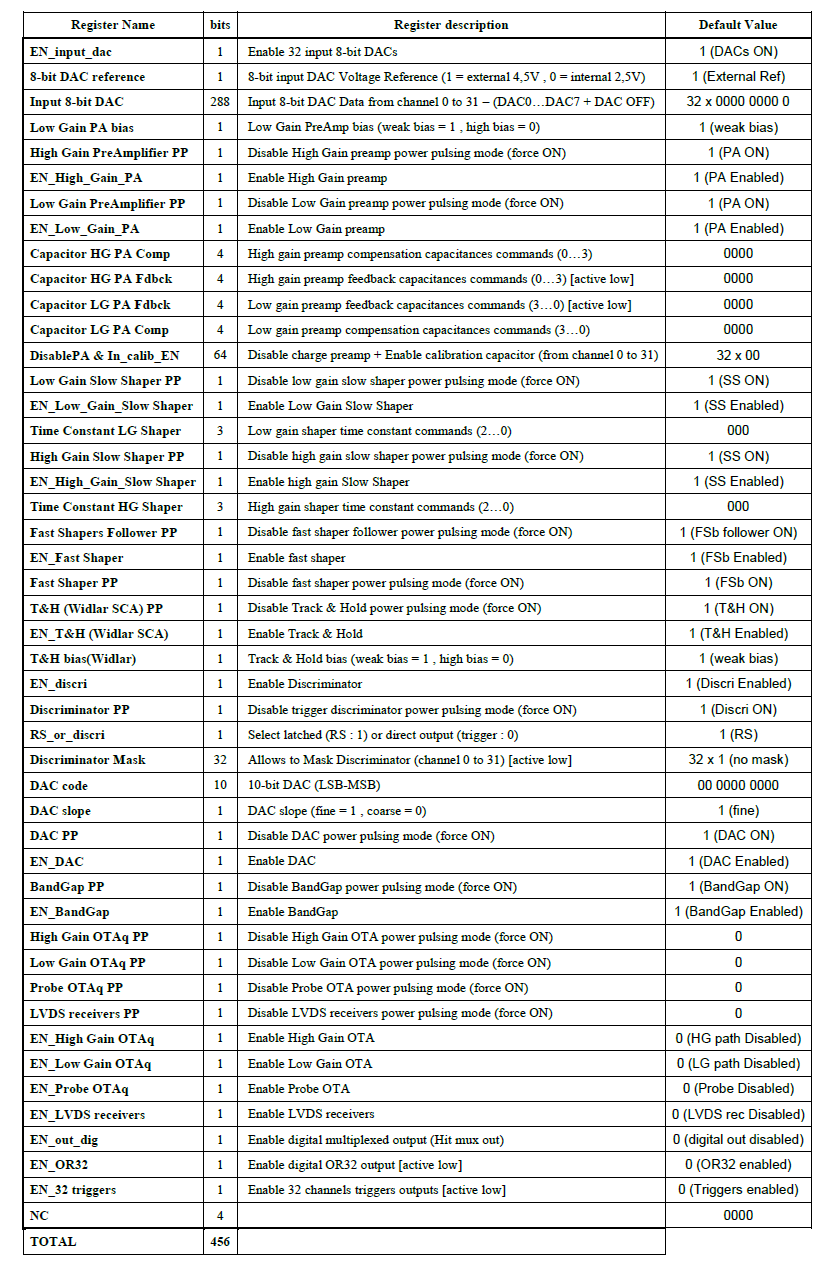 Register Name bits Register description Default Value
EN_input_dac 1 Enable 32 input 8-bit DACs 1 (DACs ON)
8-bit DAC reference 1 8-bit input DAC Voltage Reference (1 = external 4,5V , 0 = internal 2,5V) 1 (External Ref)
Input 8-bit DAC 288 Input 8-bit DAC Data from channel 0 to 31 – (DAC0…DAC7 + DAC OFF) 32 x 0000 0000 0
Low Gain PA bias 1 Low Gain PreAmp bias (weak bias = 1 , high bias = 0) 1 (weak bias)
High Gain PreAmplifier PP 1 Disable High Gain preamp power pulsing mode (force ON) 1 (PA ON)
EN_High_Gain_PA 1 Enable High Gain preamp 1 (PA Enabled)
Low Gain PreAmplifier PP 1 Disable Low Gain preamp power pulsing mode (force ON) 1 (PA ON)
EN_Low_Gain_PA 1 Enable Low Gain preamp 1 (PA Enabled)
Capacitor HG PA Comp 4 High gain preamp compensation capacitances commands (0…3) 0000
Capacitor HG PA Fdbck 4 High gain preamp feedback capacitances commands (0…3) [active low] 0000
Capacitor LG PA Fdbck 4 Low gain preamp feedback capacitances commands (3…0) [active low] 0000
Capacitor LG PA Comp 4 Low gain preamp compensation capacitances commands (3…0) 0000
DisablePA & In_calib_EN 64 Disable charge preamp + Enable calibration capacitor (from channel 0 to 31) 32 x 00
Low Gain Slow Shaper PP 1 Disable low gain slow shaper power pulsing mode (force ON) 1 (SS ON)
EN_Low_Gain_Slow Shaper 1 Enable Low Gain Slow Shaper 1 (SS Enabled)
Time Constant LG Shaper 3 Low gain shaper time constant commands (2…0) 000
High Gain Slow Shaper PP 1 Disable high gain slow shaper power pulsing mode (force ON) 1 (SS ON)
EN_High_Gain_Slow Shaper 1 Enable high gain Slow Shaper 1 (SS Enabled)
Time Constant HG Shaper 3 High gain shaper time constant commands (2…0) 000
Fast Shapers Follower PP 1 Disable fast shaper follower power pulsing mode (force ON) 1 (FSb follower ON)
EN_Fast Shaper 1 Enable fast shaper 1 (FSb Enabled)
Fast Shaper PP 1 Disable fast shaper power pulsing mode (force ON) 1 (FSb ON)
T&H (Widlar SCA) PP 1 Disable Track & Hold power pulsing mode (force ON) 1 (T&H ON)
EN_T&H (Widlar SCA) 1 Enable Track & Hold 1 (T&H Enabled)
T&H bias(Widlar) 1 Track & Hold bias (weak bias = 1 , high bias = 0) 1 (weak bias)
EN_discri 1 Enable Discriminator 1 (Discri Enabled)
Discriminator PP 1 Disable trigger discriminator power pulsing mode (force ON) 1 (Discri ON)
RS_or_discri 1 Select latched (RS : 1) or direct output (trigger : 0) 1 (RS)
Discriminator Mask 32 Allows to Mask Discriminator (channel 0 to 31) [active low] 32 x 1 (no mask)
DAC code 10 10-bit DAC (LSB-MSB) 00 0000 0000
DAC slope 1 DAC slope (fine = 1 , coarse = 0) 1 (fine)
DAC PP 1 Disable DAC power pulsing mode (force ON) 1 (DAC ON)
EN_DAC 1 Enable DAC 1 (DAC Enabled)
BandGap PP 1 Disable BandGap power pulsing mode (force ON) 1 (BandGap ON)
EN_BandGap 1 Enable BandGap 1 (BandGap Enabled)
High Gain OTAq PP 1 Disable High Gain OTA power pulsing mode (force ON) 0
Low Gain OTAq PP 1 Disable Low Gain OTA power pulsing mode (force ON) 0
Probe OTAq PP 1 Disable Probe OTA power pulsing mode (force ON) 0
LVDS receivers PP 1 Disable LVDS receivers power pulsing mode (force ON) 0
EN_High Gain OTAq 1 Enable High Gain OTA 0 (HG path Disabled)
EN_Low Gain OTAq 1 Enable Low Gain OTA 0 (LG path Disabled)
EN_Probe OTAq 1 Enable Probe OTA 0 (Probe Disabled)
EN_LVDS receivers 1 Enable LVDS receivers 0 (LVDS rec Disabled)
EN_out_dig 1 Enable digital multiplexed output (Hit mux out) 0 (digital out disabled)
EN_OR32 1 Enable digital OR32 output [active low] 0 (OR32 enabled)
EN_32 triggers 1 Enable 32 channels triggers outputs [active low] 0 (Triggers enabled)
NC 4 0000
TOTAL 456